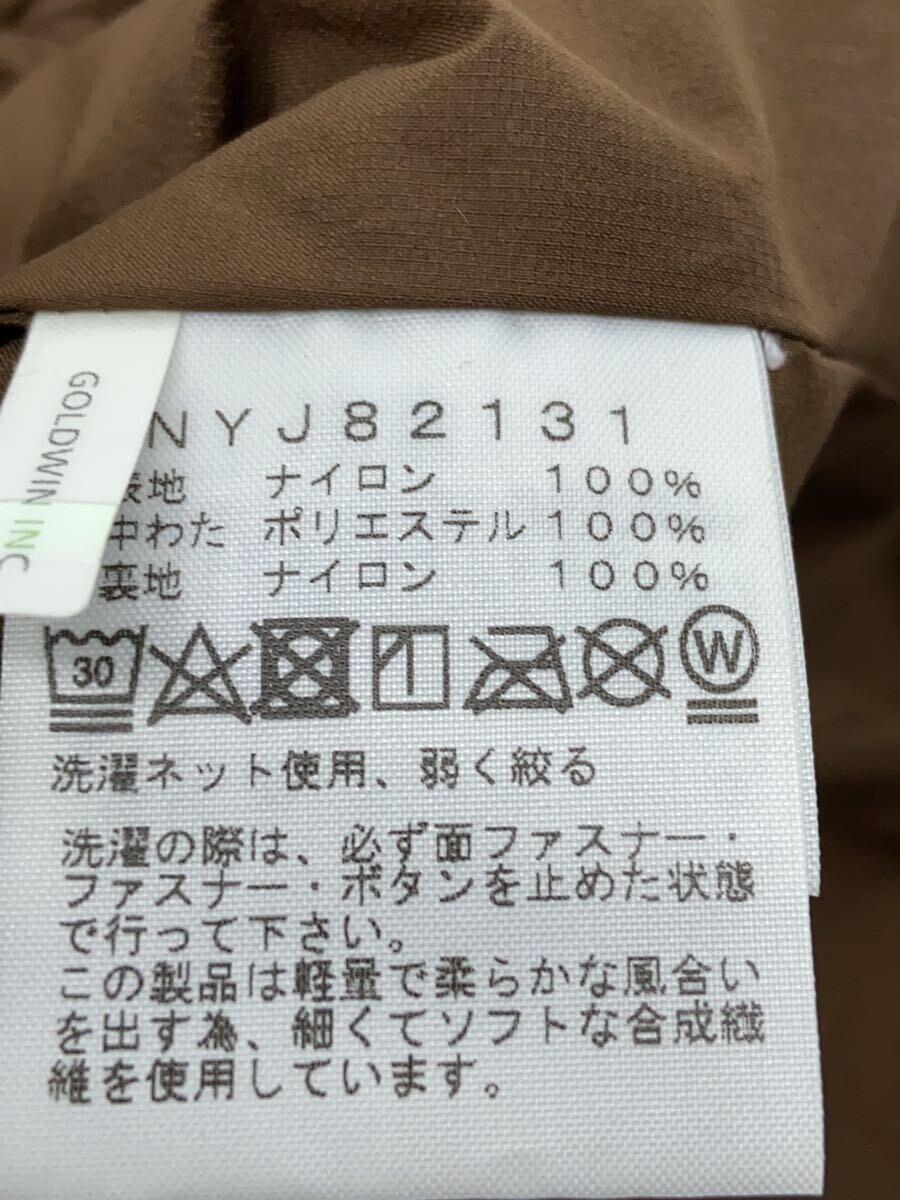 GOLDWIN INC
NYJ82131
表地 ナイロン 100%
中わた ポリエステル 100%
裏地 ナイロン 100%
30
W
洗濯ネット使用、弱く絞る
洗濯の際は、必ず面ファスナー・
ファスナー・ボタンを止めた状態
で行って下さい。
この製品は軽量で柔らかな風合い
を出す為、細くてソフトな合成繊
維を使用しています。